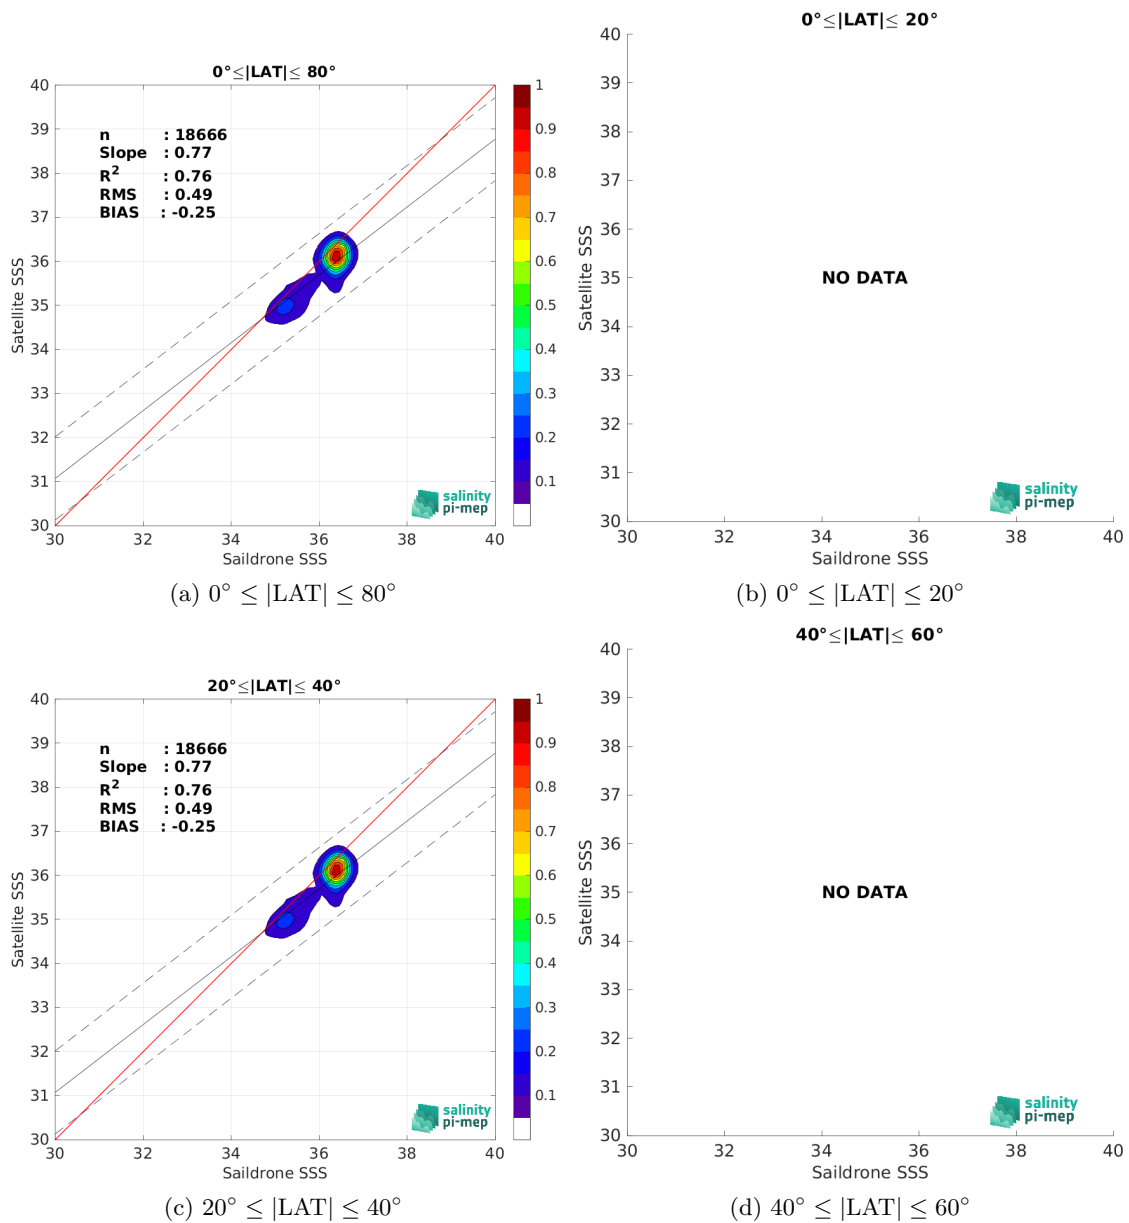 0°≤|LAT|≤ 80°
40
39
38
37
36
35
34
33
32
31
30
Satellite SSS
n : 18666
Slope : 0.77
R² : 0.76
RMS : 0.49
BIAS : -0.25
salinity
pi-mep
30 32 34 36 38 40
Saildrone SSS
1
0.9
0.8
0.7
0.6
0.5
0.4
0.3
0.2
0.1
(a) 0° ≤ |LAT| ≤ 80°
0°≤|LAT|≤ 20°
40
39
38
37
36
35
34
33
32
31
30
Satellite SSS
NO DATA
salinity
pi-mep
30 32 34 36 38 40
Saildrone SSS
(b) 0° ≤ |LAT| ≤ 20°
20°≤|LAT|≤ 40°
40
39
38
37
36
35
34
33
32
31
30
Satellite SSS
n : 18666
Slope : 0.77
R² : 0.76
RMS : 0.49
BIAS : -0.25
salinity
pi-mep
30 32 34 36 38 40
Saildrone SSS
1
0.9
0.8
0.7
0.6
0.5
0.4
0.3
0.2
0.1
(c) 20° ≤ |LAT| ≤ 40°
40°≤|LAT|≤ 60°
40
39
38
37
36
35
34
33
32
31
30
Satellite SSS
NO DATA
salinity
pi-mep
30 32 34 36 38 40
Saildrone SSS
(d) 40° ≤ |LAT| ≤ 60°